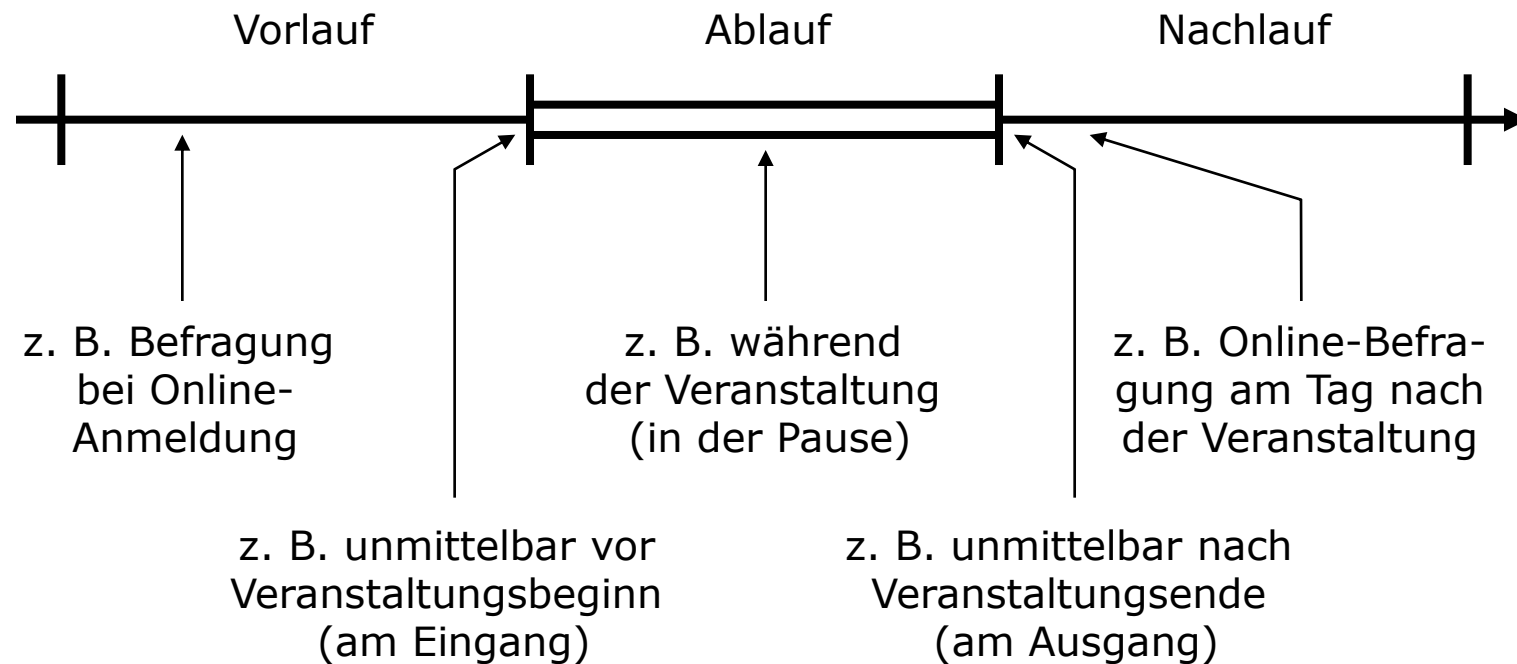 Vorlauf
Ablauf
Nachlauf
z. B. Befragung
bei Online-
Anmeldung
z. B. während
der Veranstaltung
(in der Pause)
z. B. Online-Befra-
gung am Tag nach
der Veranstaltung
z. B. unmittelbar vor
Veranstaltungsbeginn
(am Eingang)
z. B. unmittelbar nach
Veranstaltungsende
(am Ausgang)